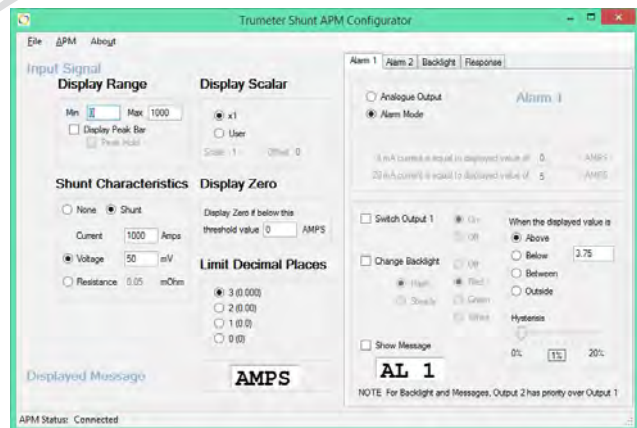 Trumeter Shunt APM Configurator
File APM About
Input Signal
Display Range
Min Max 1000
Display Peak Bar
Peak Hold
Display Scalar
x1
User
Scale 1 Offset 0
Shunt Characteristics
None Shunt
Current 1000 Amps
Voltage 50 mV
Resistance 0.05 mOhm
Display Zero
Display Zero if below this
threshold value 0 AMPS
Limit Decimal Places
3 (0.000)
2 (0.00)
1 (0.0)
0 (0)
Displayed Message
AMPS
Alarm 1 Alarm 2 Backlight Response
Analogue Output
Alarm Mode
Alarm 1
mA current is equal to displayed value of 0. AMPS
20 mA current is equal to displayed value of 5 AMPS
Switch Output 1 On
Off
Change Backlight Off
Flash Red
Steady Green
White
Show Message
AL 1
When the displayed value is
Above
Below 3.75
Between
Outside
Hysterisis
0% 1% 20%
NOTE For Backlight and Messages, Output 2 has priority over Output 1
APM Status: Connected